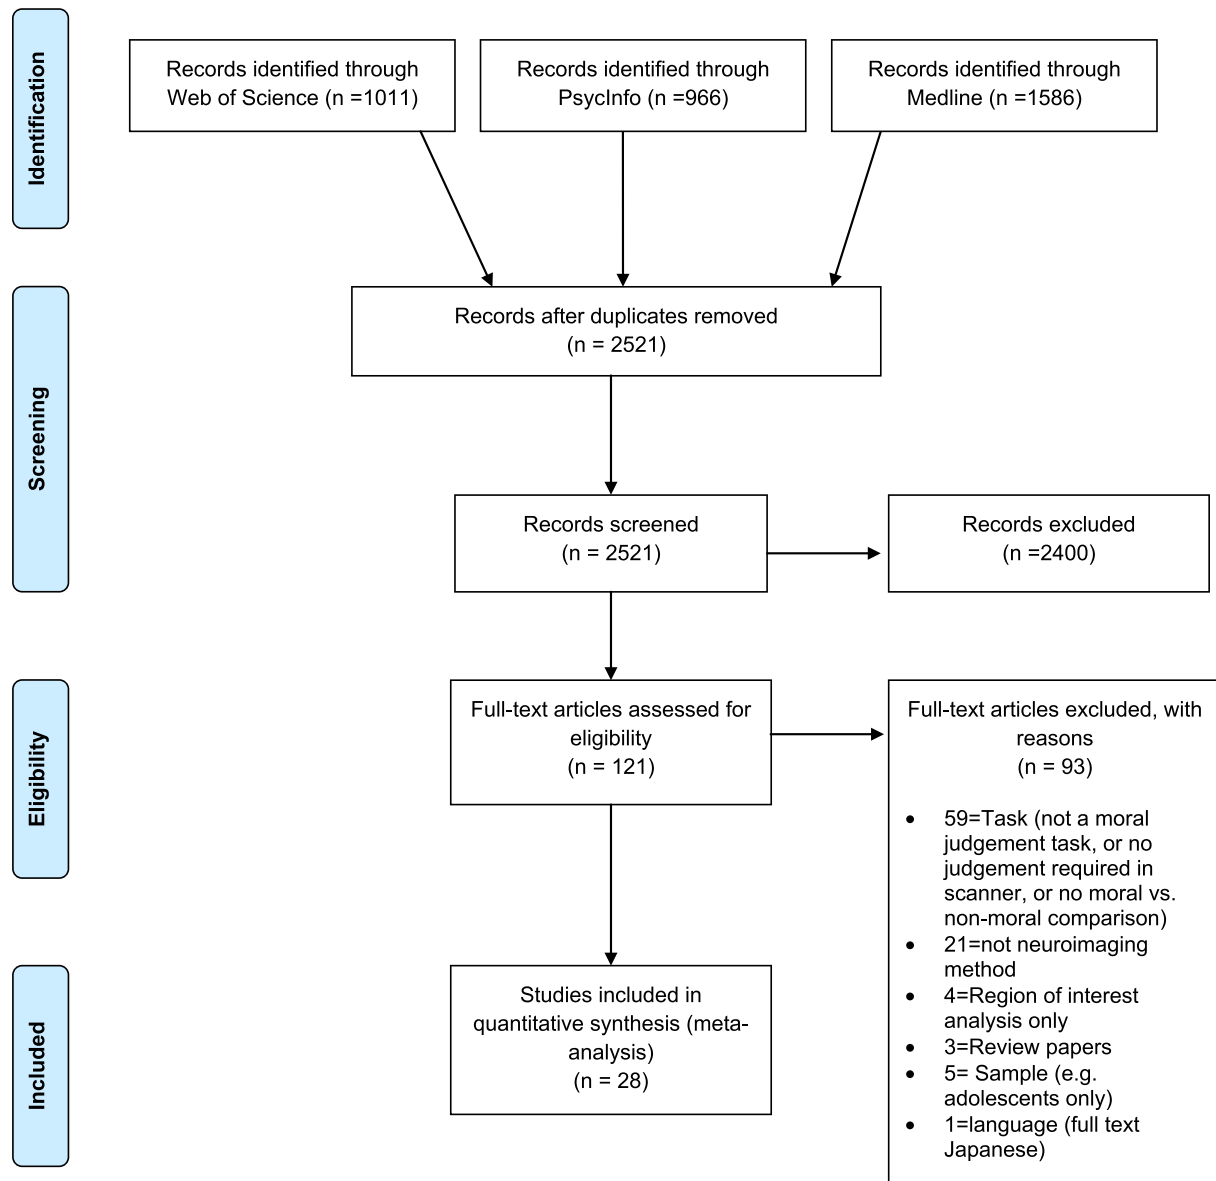 Identification
Records identified through
Web of Science (n =1011)
Records identified through
PsycInfo (n =966)
Records identified through
Medline (n =1586)
Screening
Records after duplicates removed
(n = 2521)
Records screened
(n = 2521)
Records excluded
(n =2400)
Eligibility
Full-text articles assessed for
eligibility
(n = 121)
Full-text articles excluded, with
reasons
(n = 93)
• 59=Task (not a moral
judgement task, or no
judgement required in
scanner, or no moral vs.
non-moral comparison)
• 21=not neuroimaging
method
• 4=Region of interest
analysis only
• 3=Review papers
• 5= Sample (e.g.
adolescents only)
• 1=language (full text
Japanese)
Included
Studies included in
quantitative synthesis (meta-
analysis)
(n = 28)